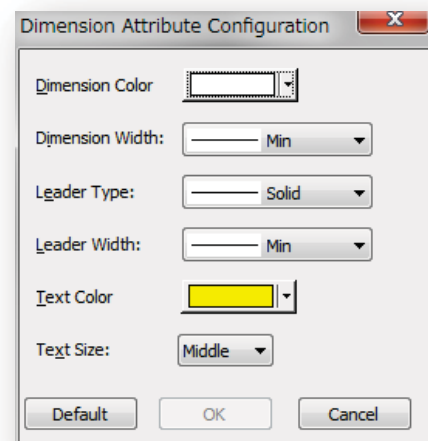 Dimension Attribute Configuration
Dimension Color
Dimension Width: Min
Leader Type: Solid
Leader Width: Min
Text Color
Text Size: Middle
Default OK Cancel